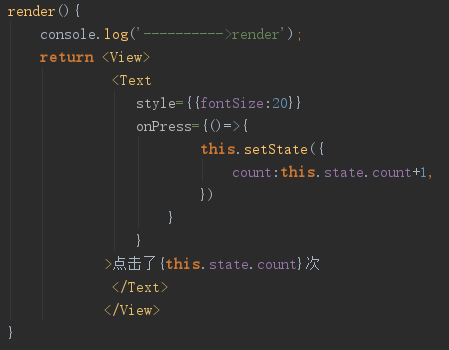 render(){
console.log('---------->render');
return <View>
<Text
style={{fontSize:20}}
onPress={()=>{
this.setState({
count:this.state.count+1,
})
}
}
>点击了{this.state.count}次
</Text>
</View>
}